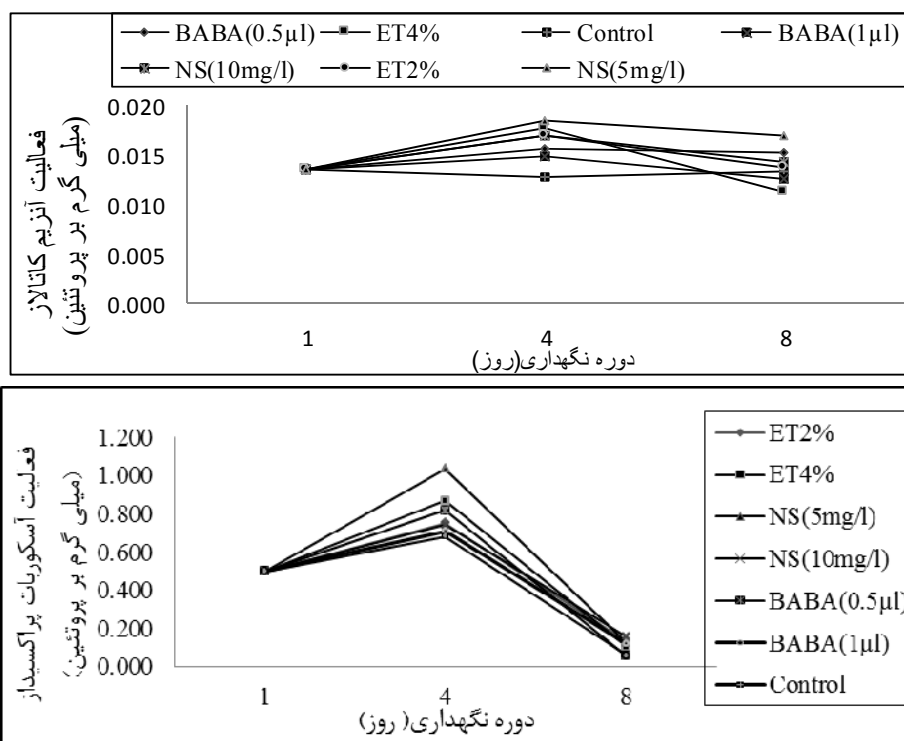 BABA(0.5µl) ET4% Control BABA(1µl)
NS(10mg/l) ET2% NS(5mg/l)
فعالیت آنزیم کاتالاز
(میلی گرم بر پروتئین)
0.020
0.015
0.010
0.005
0.000
1 4 8
دوره نگهداری(روز)
فعالیت آسکوربات پراکسیداز
(میلی گرم بر پروتئین)
1.200
1.000
0.800
0.600
0.400
0.200
0.000
1 4 8
دوره نگهداری( روز)
ET2%
ET4%
NS(5mg/l)
NS(10mg/l)
BABA(0.5µl)
BABA(1µl)
Control